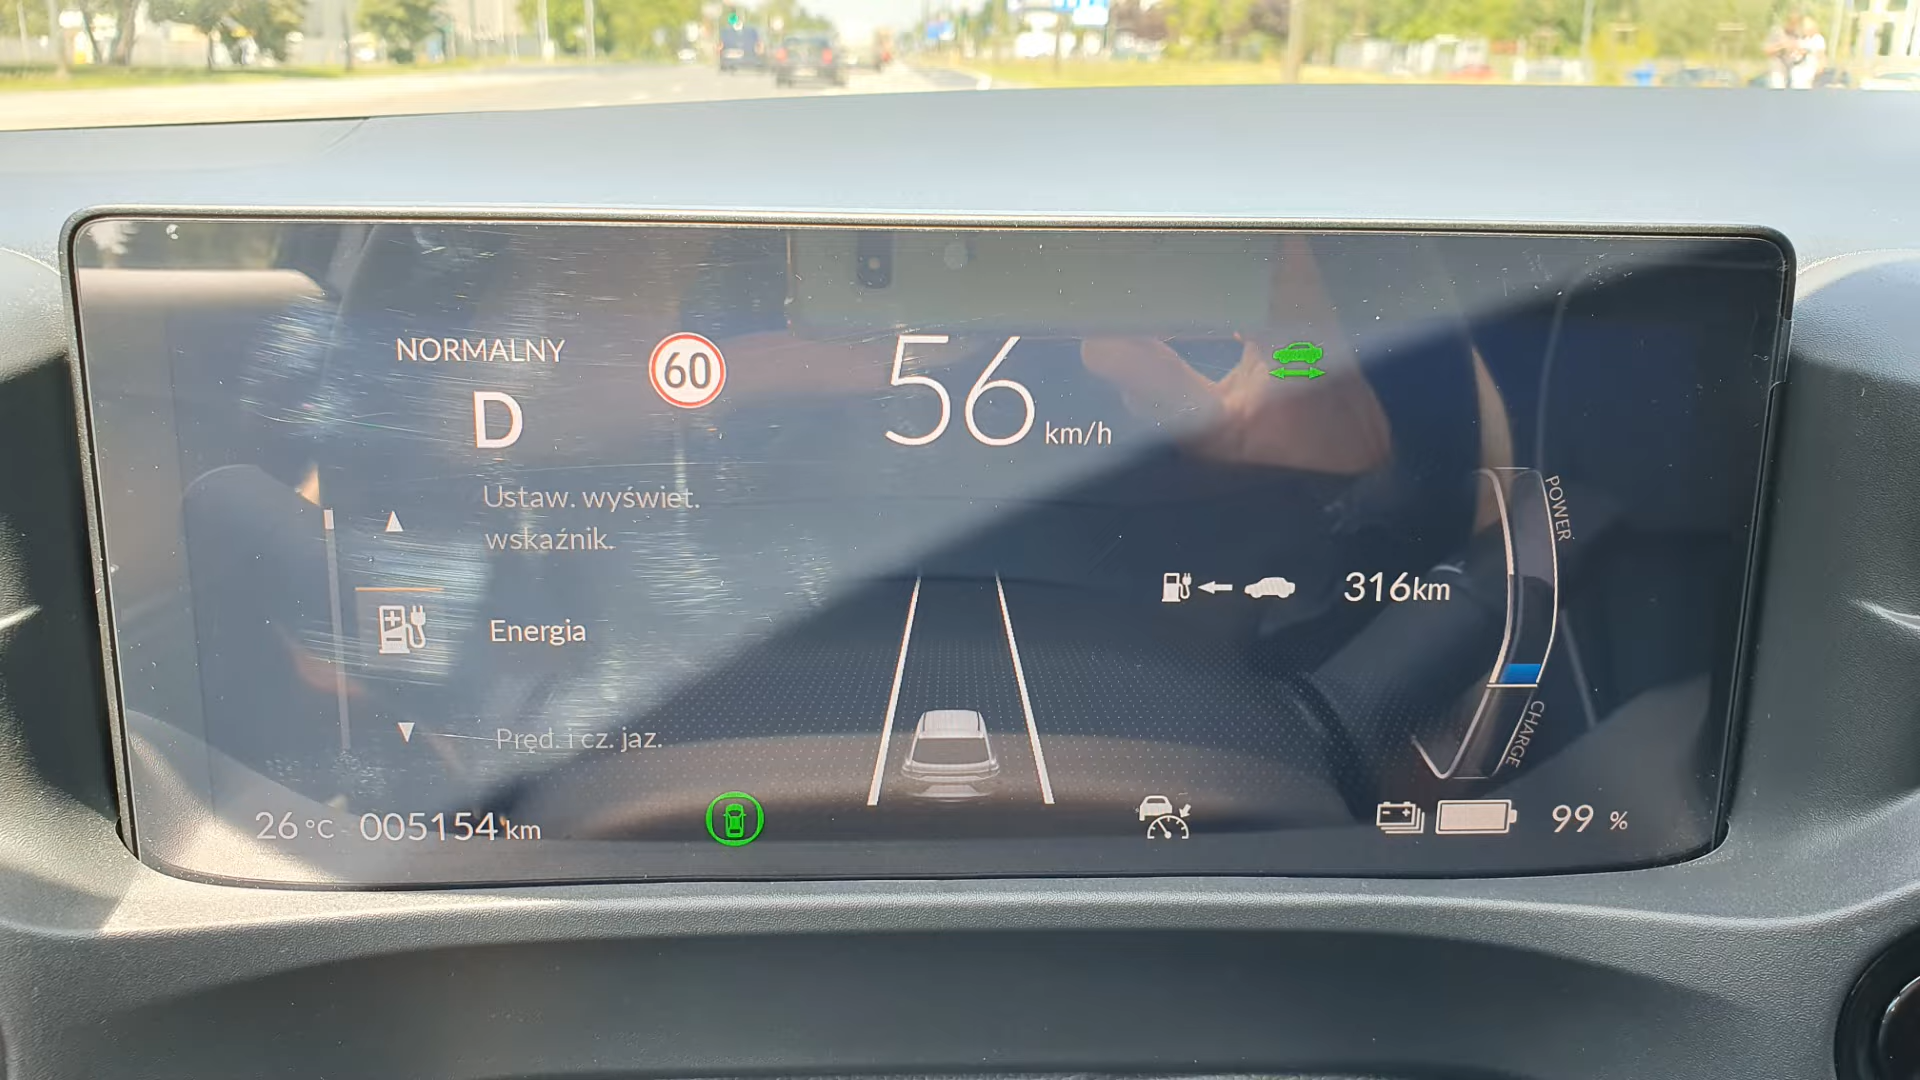 NORMALNY
D
60
56 km/h
POWER
Ustaw. wyświet.
wskaźnik.
316km
Energia
CHARGE
Pręd. i cz. jaz.
26 °C 005154 km
99 %